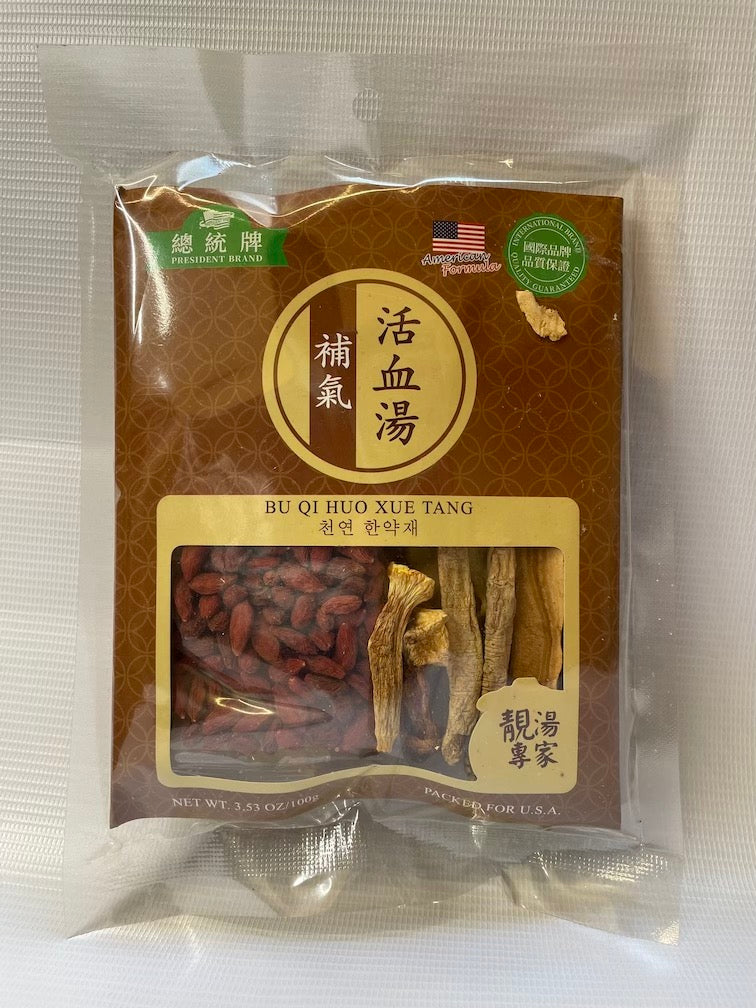 總統牌
PRESIDENT BRAND
American
Formula
INTERNATIONAL BRAND
國際品牌
品質保證
QUALITY GUARANTEED
補氣
活血湯
BU QI HUO XUE TANG
천연 한약재
靚湯
專家
NET WT. 3.53 OZ/100g
PACKED FOR U.S.A.